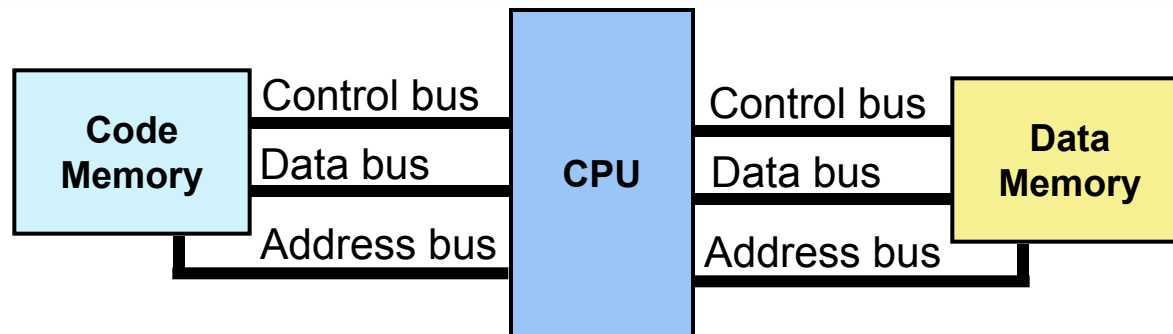 Code
Memory
Control bus
Data bus
Address bus
CPU
Control bus
Data bus
Address bus
Data
Memory